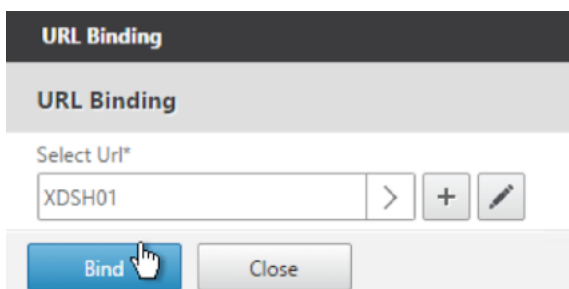 URL Binding
URL Binding
Select Url*
XDSH01
Bind Close